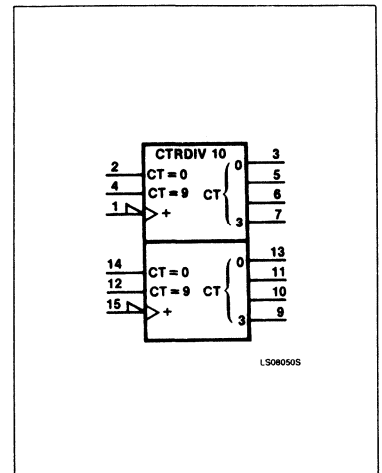 CTRDIV 10
2 CT = 0 0 3
4 CT = 9 CT 5
1 + 6
3 7
14 CT = 0 0 13
12 CT = 9 CT 11
15 + 10
3 9
LS08050S